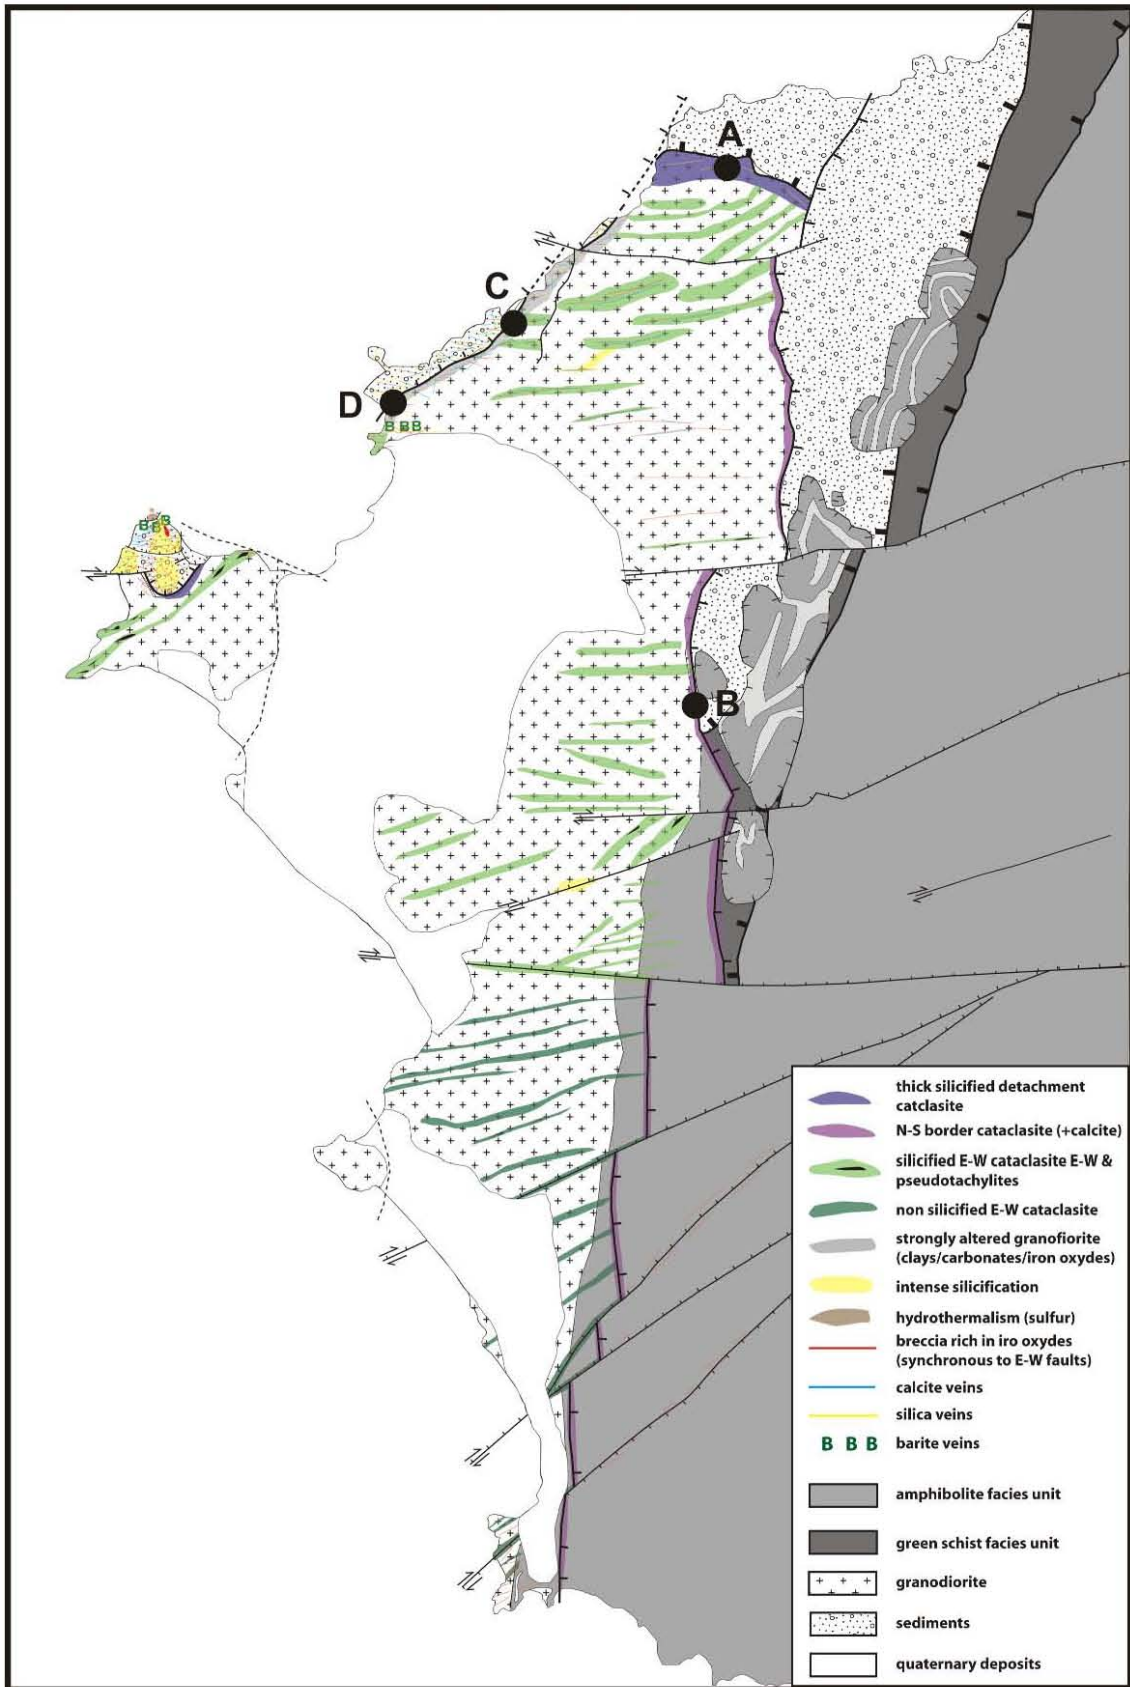 A
C
D
B B B
B B B
B
thick silicified detachment
catclasite
N-S border cataclasite (+calcite)
silicified E-W cataclasite E-W &
pseudotachylites
non silicified E-W cataclasite
strongly altered granofiorite
(clays/carbonates/iron oxydes)
intense silicification
hydrothermalism (sulfur)
breccia rich in iro oxydes
(synchronous to E-W faults)
calcite veins
silica veins
B B B barite veins
amphibolite facies unit
green schist facies unit
granodiorite
sediments
quaternary deposits